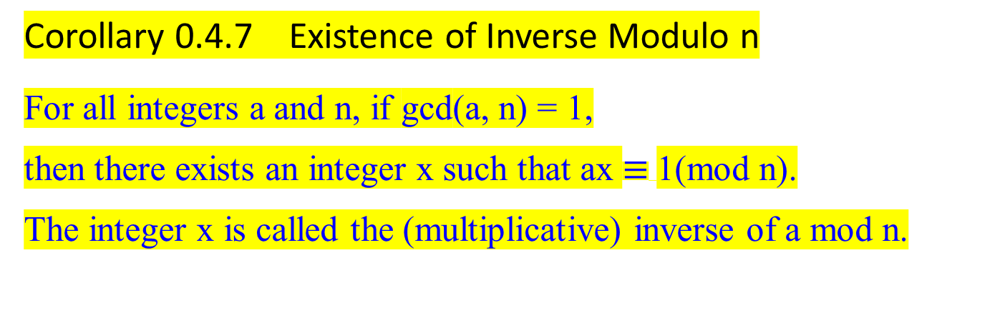 Corollary 0.4.7 Existence of Inverse Modulo n
For all integers a and n, if gcd(a, n) = 1,
then there exists an integer x such that ax ≡ 1(mod n).
The integer x is called the (multiplicative) inverse of a mod n.